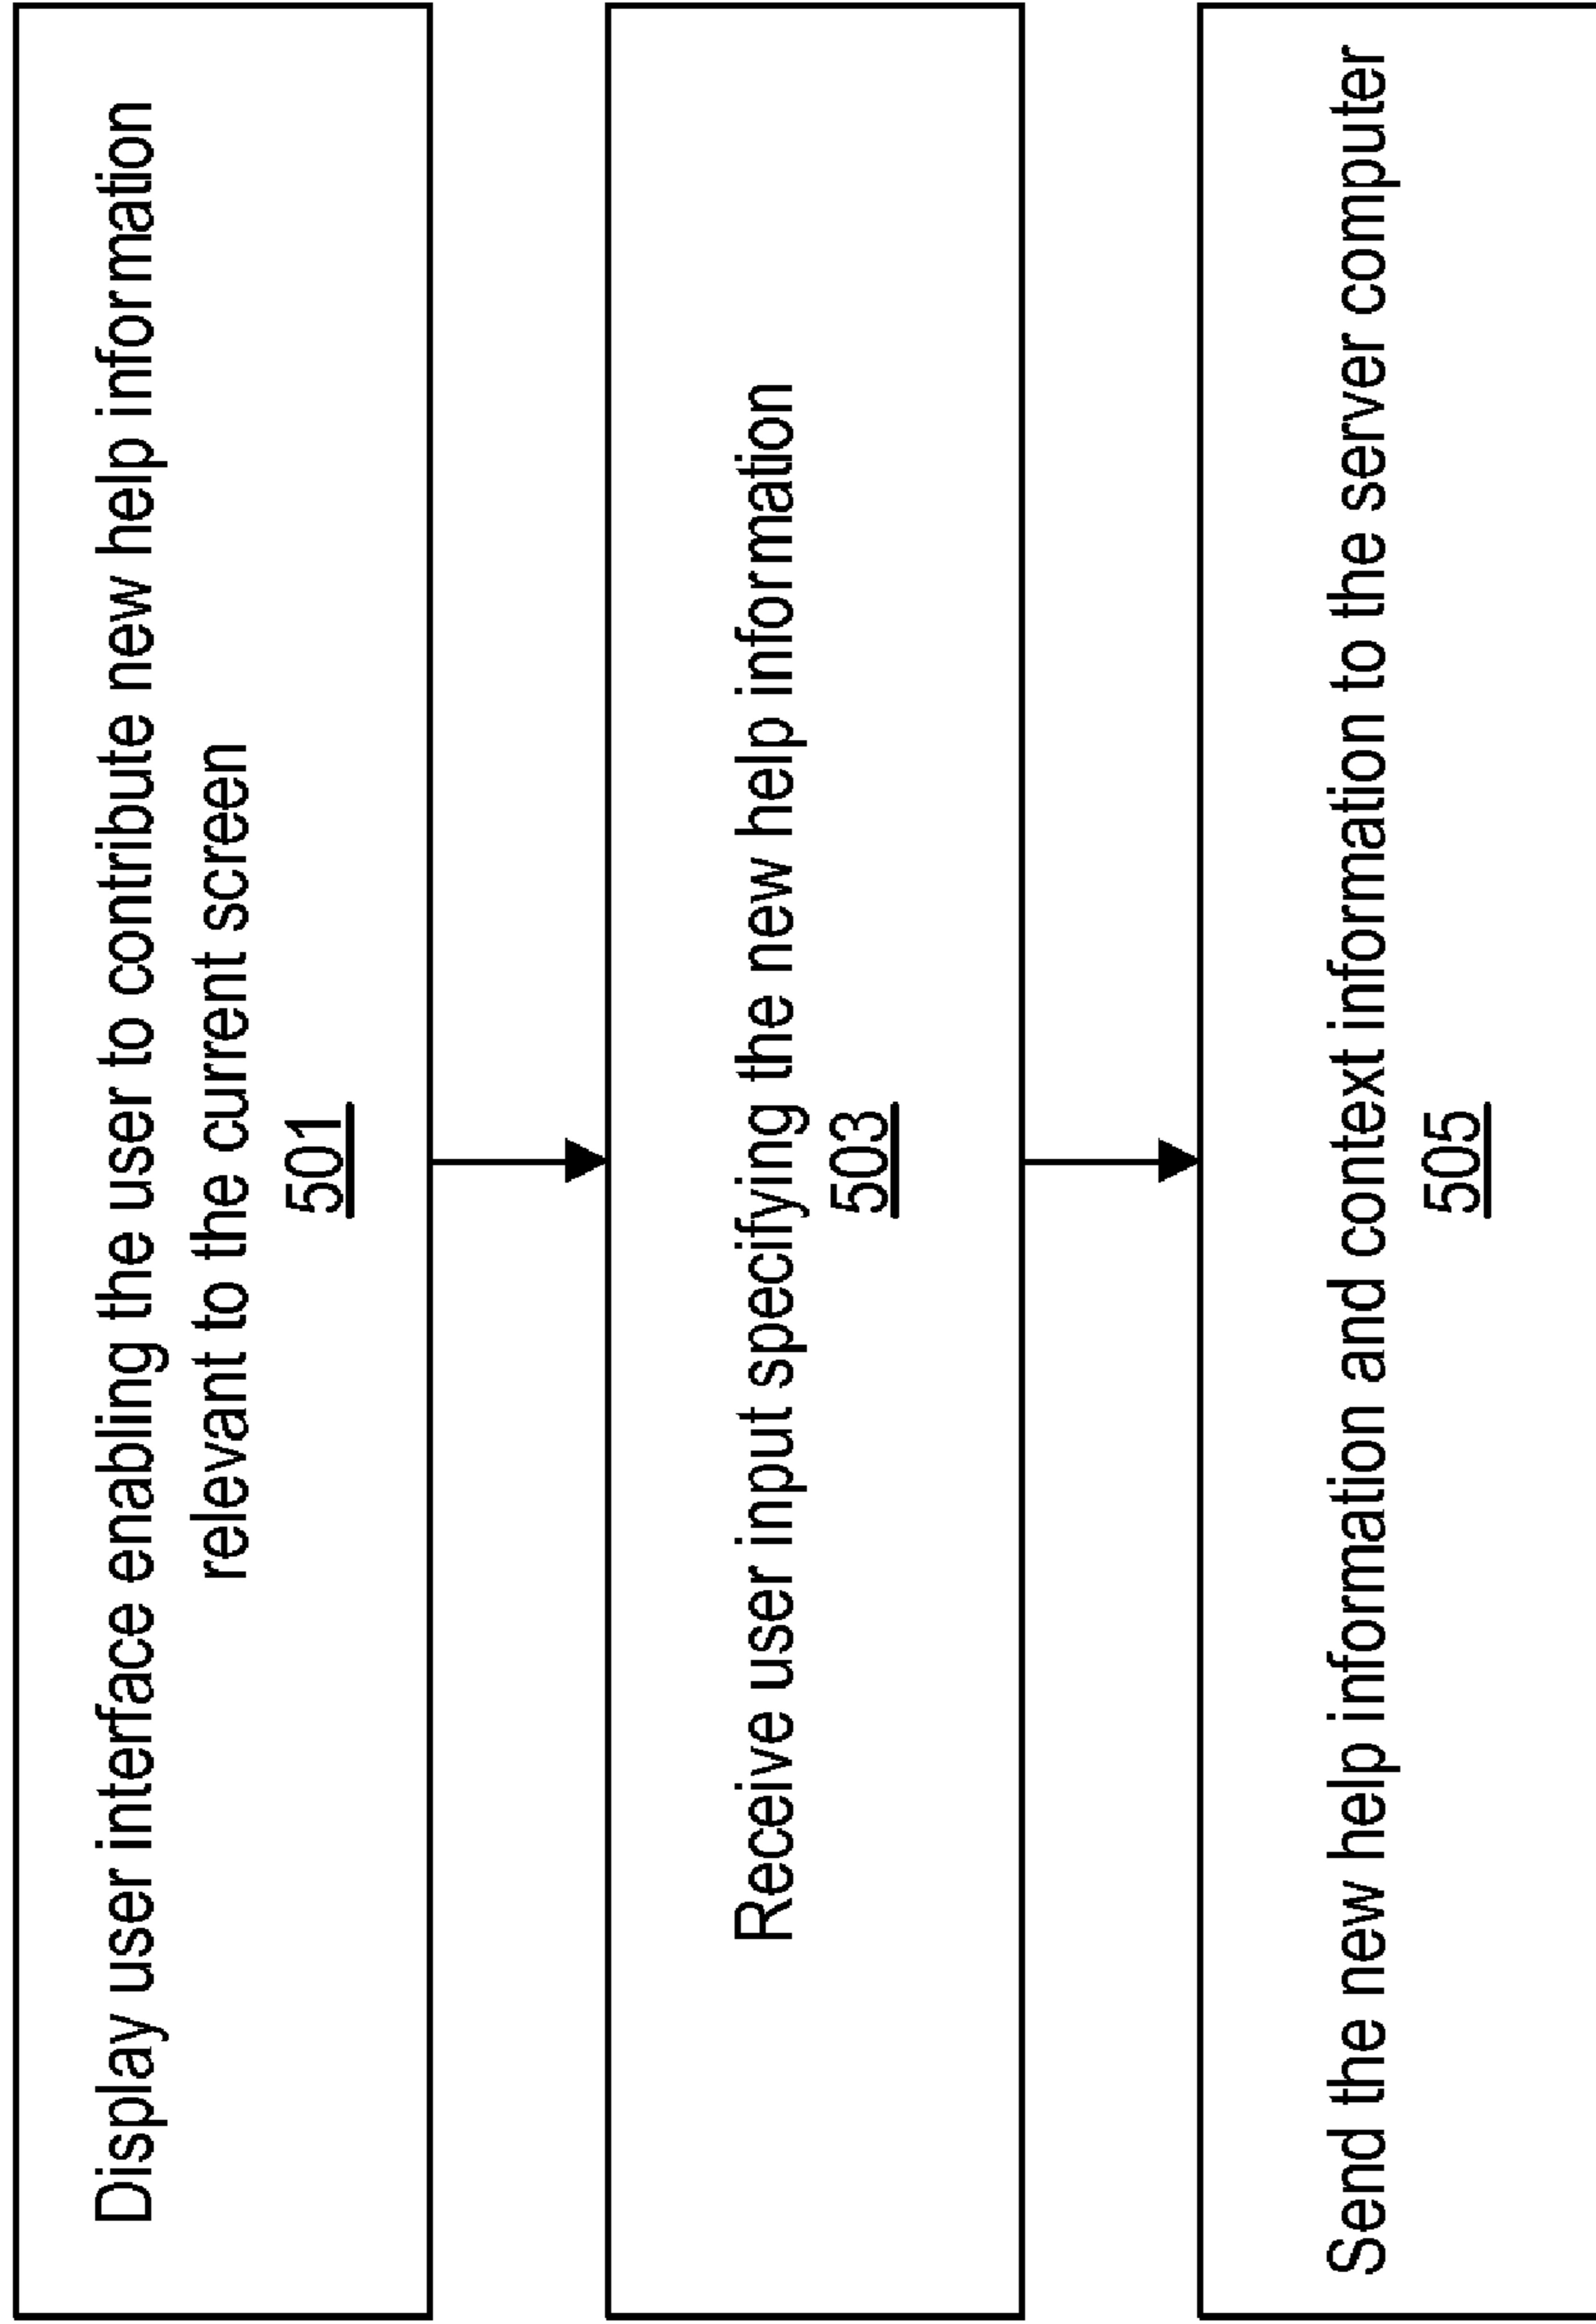 Display user interface enabling the user to contribute new help information
relevant to the current screen
501
Receive user input specifying the new help information
503
Send the new help information and context information to the server computer
505